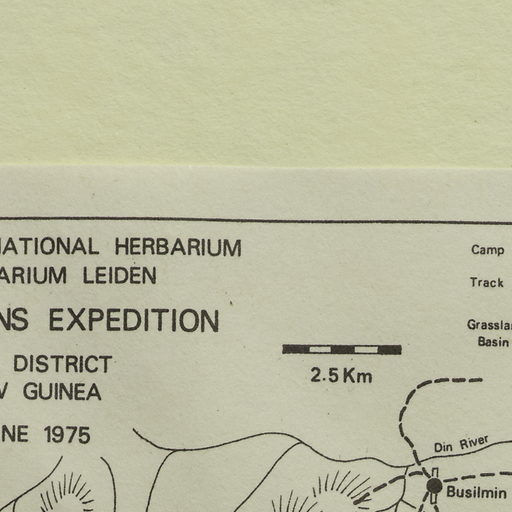 NATIONAL HERBARIUM
ARIUM LEIDEN
NS EXPEDITION
DISTRICT
GUINEA
NE 1975
2.5 Km
Camp
Track
Basin
Din River
Busilmin